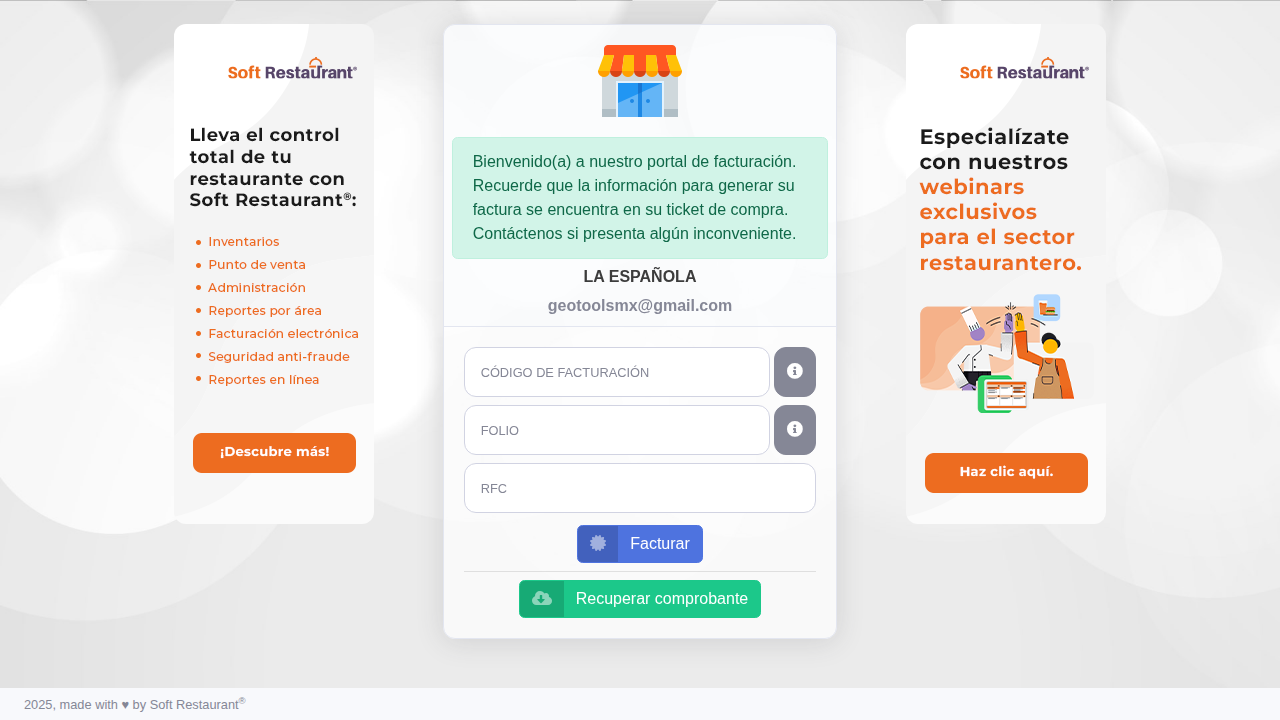 Soft Restaurant®
Lleva el control
total de tu
restaurante con
Soft Restaurant®:
Inventarios
Punto de venta
Administración
Reportes por área
Facturación electrónica
Seguridad anti-fraude
Reportes en línea
¡Descubre más!
Bienvenido(a) a nuestro portal de facturación.
Recuerde que la información para generar su
factura se encuentra en su ticket de compra.
Contáctenos si presenta algún inconveniente.
LA ESPAÑOLA
geotoolsmx@gmail.com
CÓDIGO DE FACTURACIÓN
FOLIO
RFC
Facturar
Recuperar comprobante
Soft Restaurant®
Especialízate
con nuestros
webinars
exclusivos
para el sector
restaurantero.
Haz clic aquí.
2025, made with ♥ by Soft Restaurant®